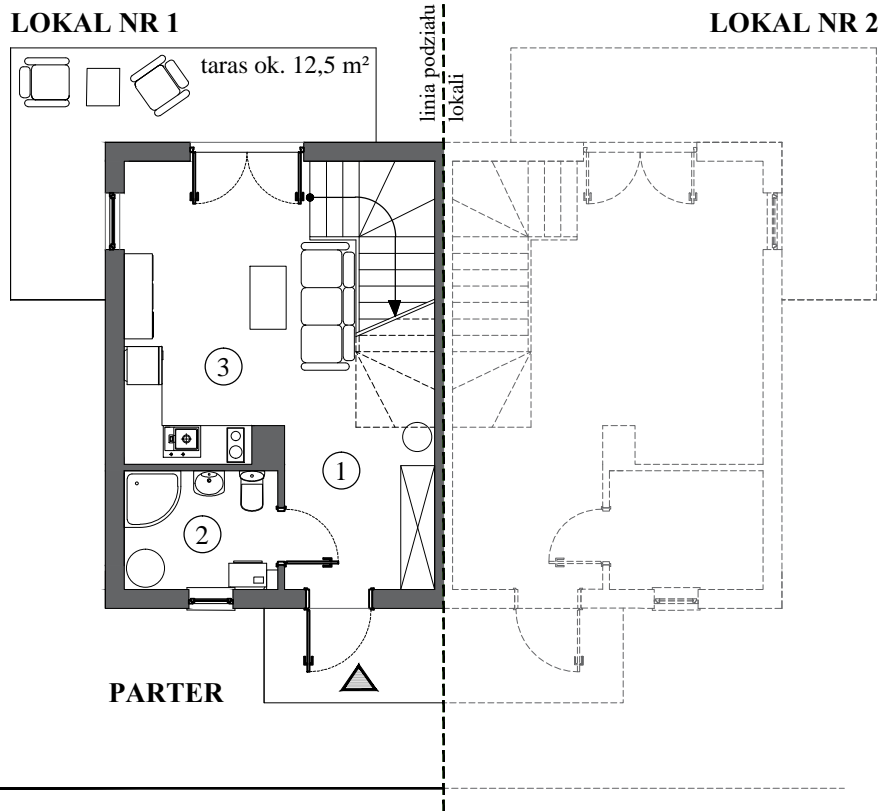 LOKAL NR 1
LOKAL NR 2
taras ok. 12,5 m²
linia podziału
lokali
3
1
2
PARTER